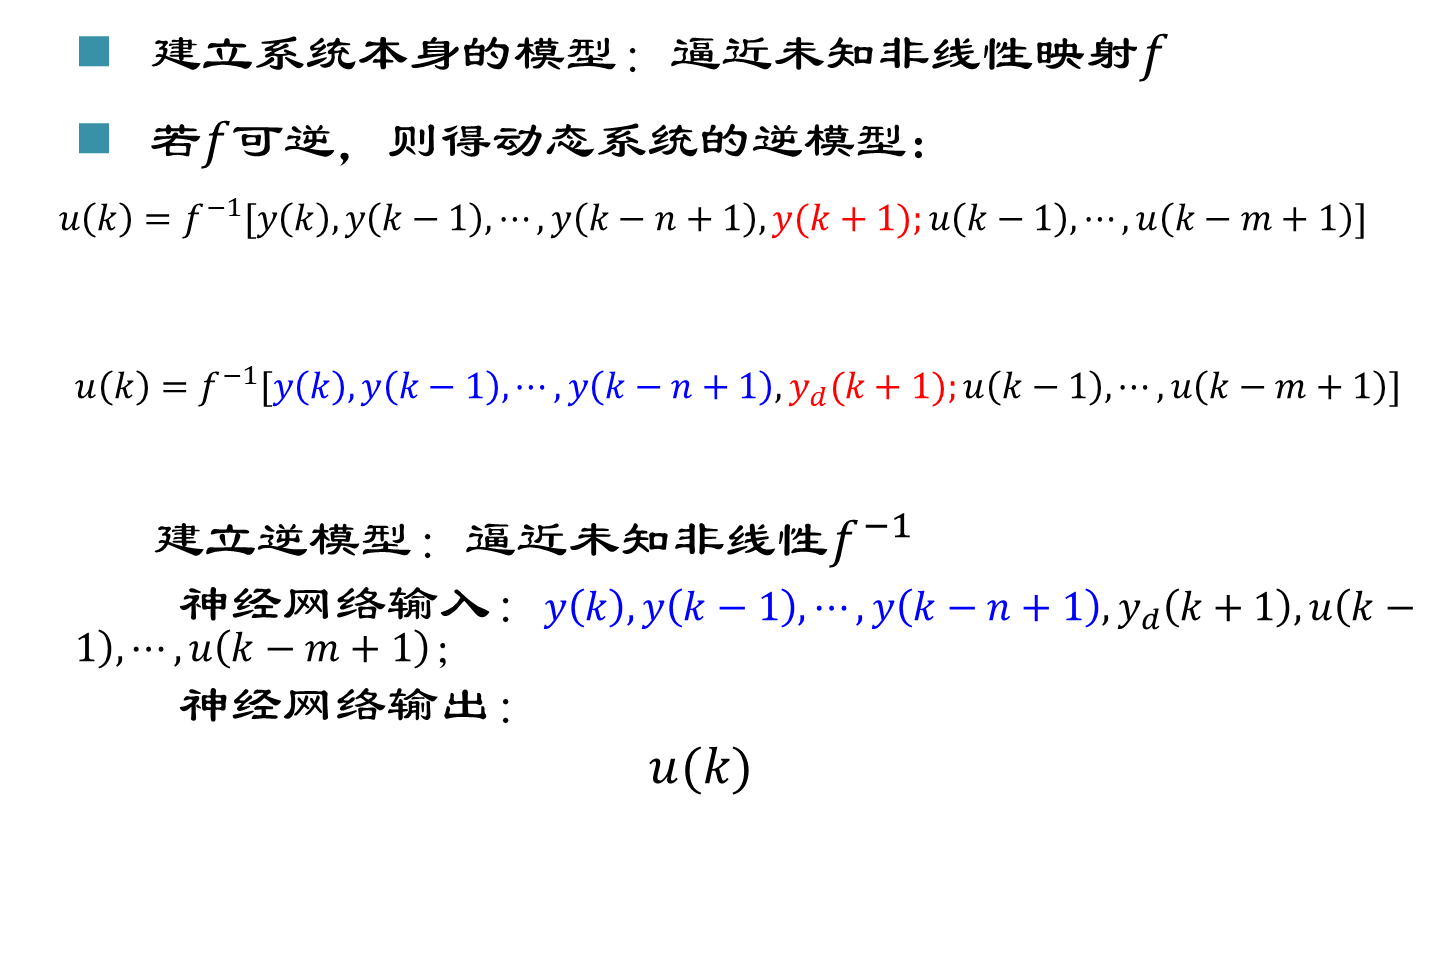 ■ 建立系统本身的模型：逼近未知非线性映射f
■ 若f可逆，则得动态系统的逆模型：
u(k) = f⁻¹[y(k), y(k − 1), ⋯, y(k − n + 1), y(k + 1); u(k − 1), ⋯, u(k − m + 1)]
u(k) = f⁻¹[y(k), y(k − 1), ⋯, y(k − n + 1), y_d(k + 1); u(k − 1), ⋯, u(k − m + 1)]
建立逆模型：逼近未知非线性f⁻¹
神经网络输入：y(k), y(k − 1), ⋯, y(k − n + 1), y_d(k + 1), u(k −
1), ⋯, u(k − m + 1)；
神经网络输出：
u(k)